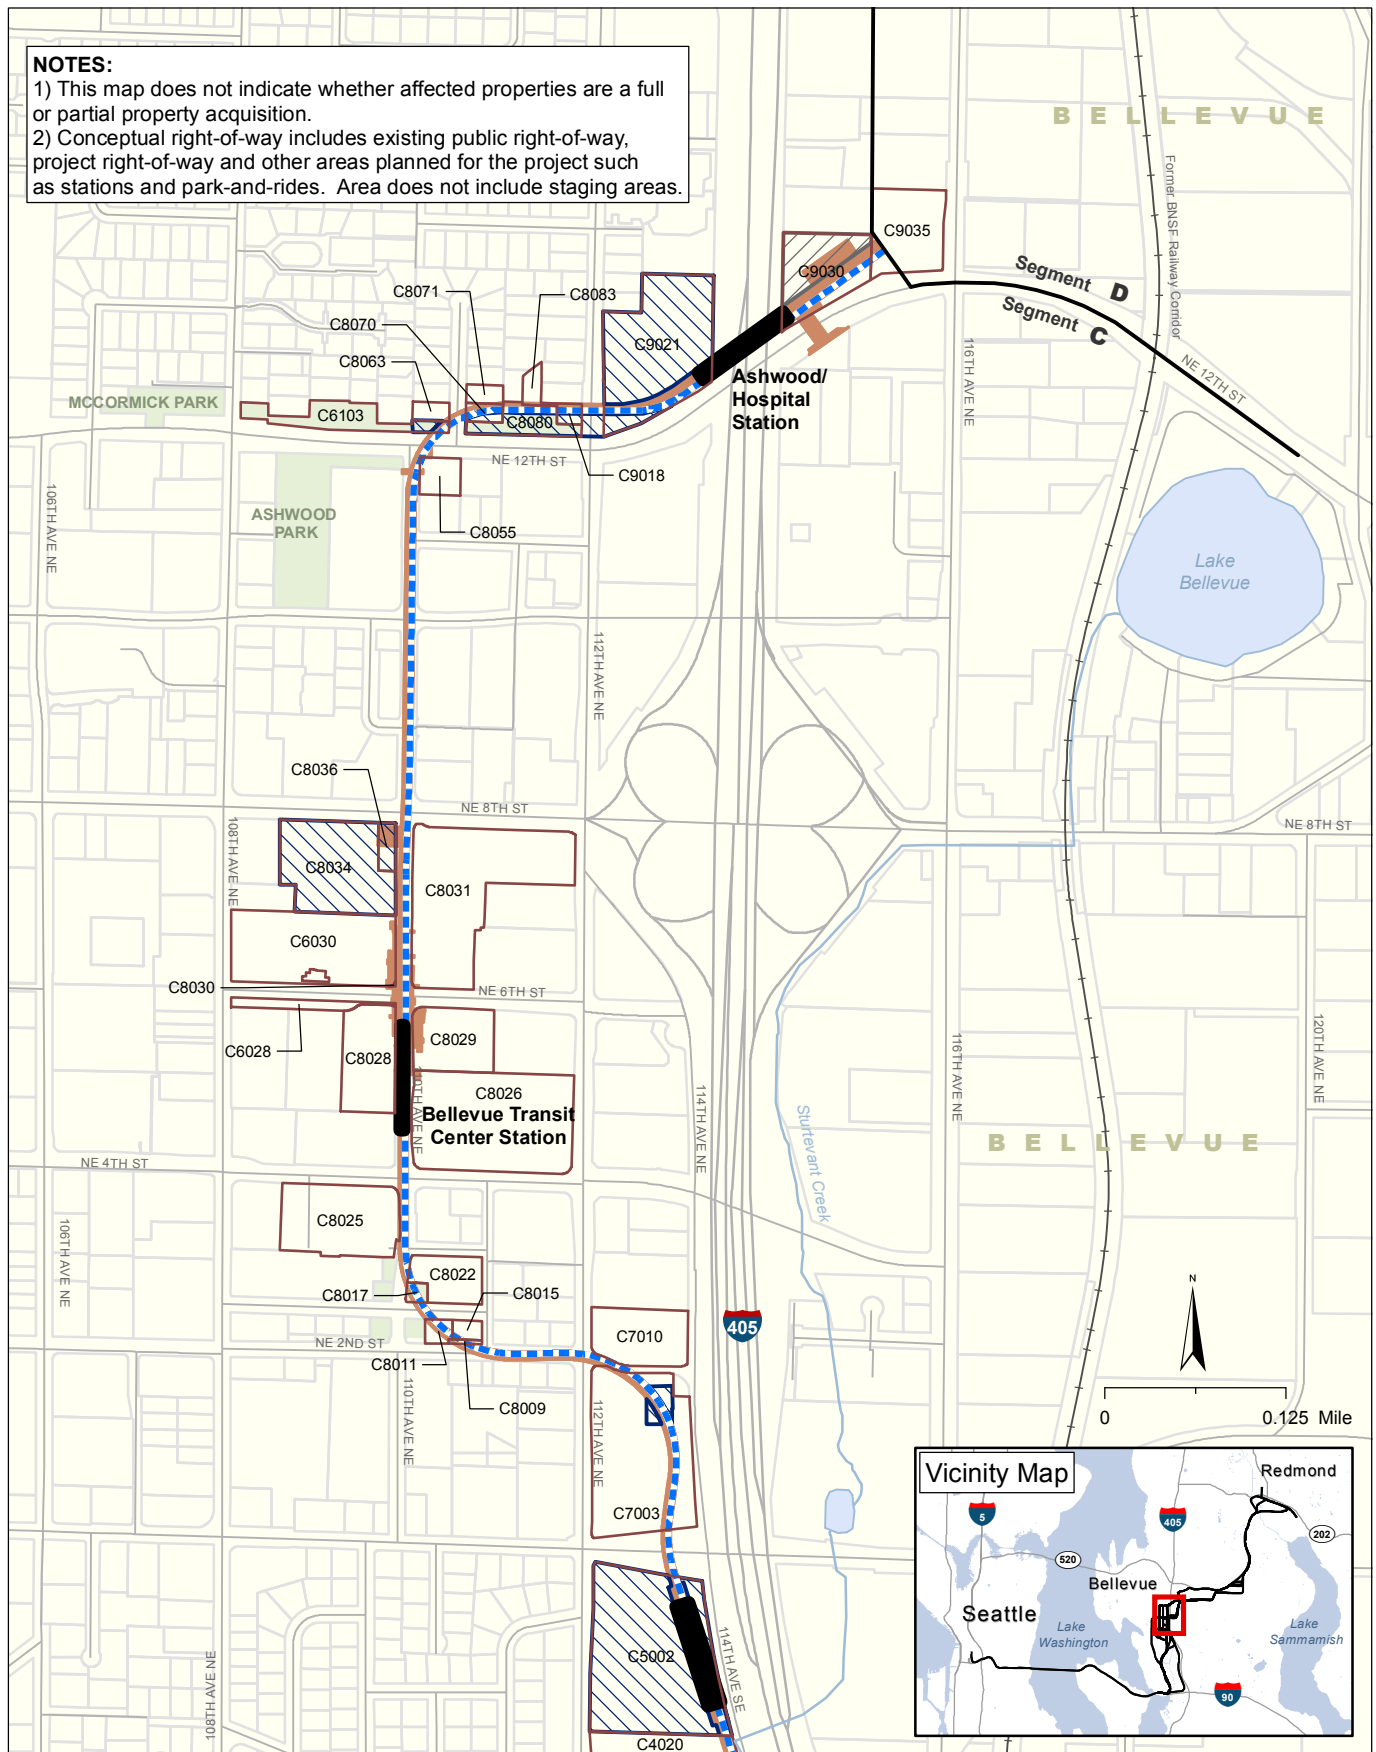 NOTES:
1) This map does not indicate whether affected properties are a full
or partial property acquisition.
2) Conceptual right-of-way includes existing public right-of-way,
project right-of-way and other areas planned for the project such
as stations and park-and-rides. Area does not include staging areas.
BELLEVUE
Former BNSF Railway Corridor
C9035
C9030
Segment D
Segment C
C8071
C8083
C8070
C9021
C8063
116TH AVE NE
NE 12TH ST
Ashwood/
Hospital
Station
MCCORMICK PARK
C6103
C8080
NE 12TH ST
C9018
106TH AVE NE
ASHWOOD
PARK
C8055
Lake
Bellevue
112TH AVE NE
C8036
NE 8TH ST
NE 8TH ST
108TH AVE NE
C8034
C8031
C6030
C8030
NE 6TH ST
C6028
C8028
C8029
110TH AVE NE
C8026
Bellevue Transit
Center Station
114TH AVE NE
116TH AVE NE
120TH AVE NE
Sturtevant Creek
BELLEVUE
NE 4TH ST
C8025
106TH AVE NE
C8022
C8017
C8015
N
NE 2ND ST
C7010
405
C8011
C8009
110TH AVE NE
112TH AVE NE
0 0.125 Mile
C7003
Vicinity Map
Redmond
5
405
202
520
Bellevue
Seattle
Lake
Washington
Lake
Sammamish
90
C5002
114TH AVE SE
108TH AVE NE
C4020